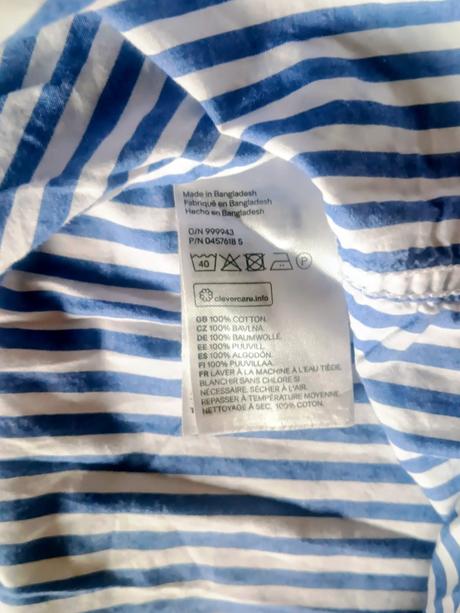 Made in Bangladesh
Fabriqué en Bangladesh
Hecho en Bangladesh
O/N 999943
P/N 0457618 5
40
P
clevercare.info
GB 100% COTTON.
CZ 100% BAVLNA.
DE 100% BAUMWOLLE.
EE 100% PUUVILL.
ES 100% ALGODÓN.
FI 100% PUUVILLAA.
FR LAVER À LA MACHINE À L'EAU TIÈDE,
BLANCHIR SANS CHLORE SI
NÉCESSAIRE, SÉCHER À L'AIR.
REPASSER À TEMPÉRATURE MOYENNE.
NETTOYAGE À SEC, 100% COTON.
1